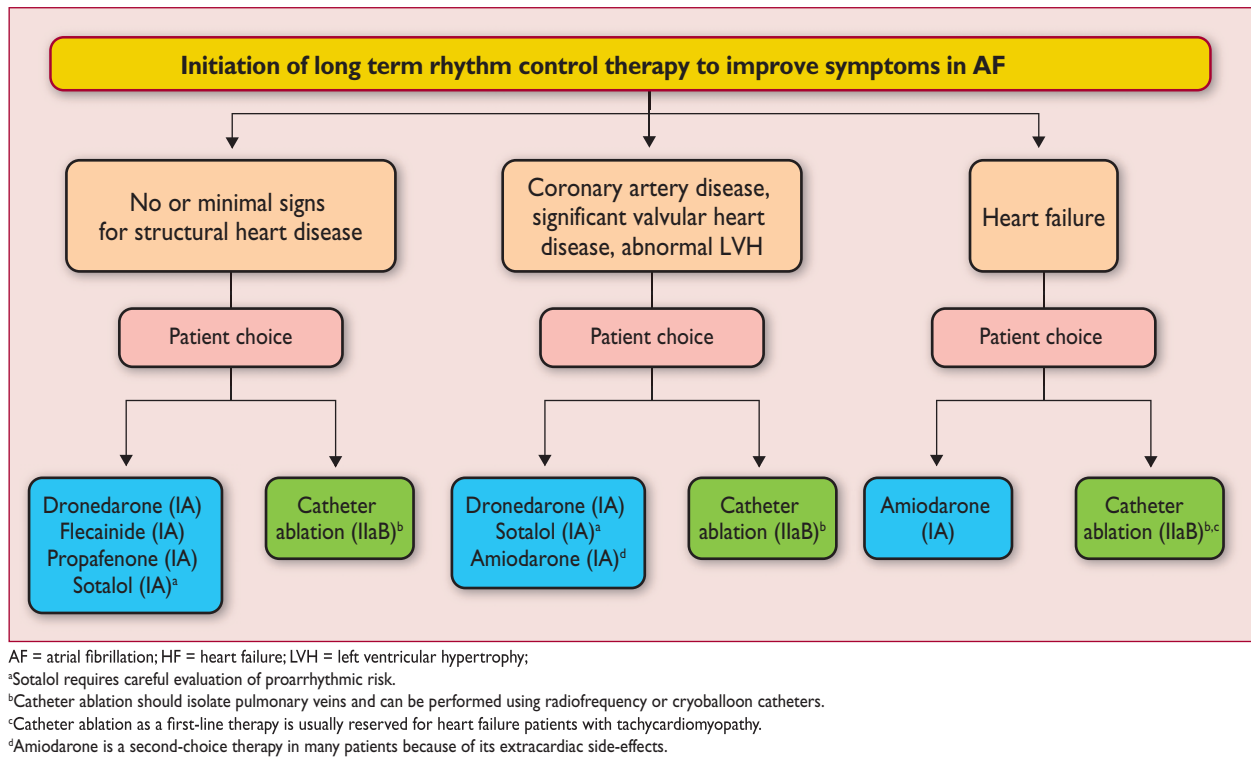 Initiation of long term rhythm control therapy to improve symptoms in AF
No or minimal signs
for structural heart disease
Coronary artery disease,
significant valvular heart
disease, abnormal LVH
Heart failure
Patient choice
Patient choice
Patient choice
Dronedarone (IA)
Flecainide (IA)
Propafenone (IA)
Sotalol (IA)ᵃ
Catheter
ablation (IIaB)ᵇ
Dronedarone (IA)
Sotalol (IA)ᵃ
Amiodarone (IA)ᵈ
Catheter
ablation (IIaB)ᵇ
Amiodarone
(IA)
Catheter
ablation (IIaB)ᵇ,ᶜ
AF = atrial fibrillation; HF = heart failure; LVH = left ventricular hypertrophy;
ᵃSotalol requires careful evaluation of proarrhythmic risk.
ᵇCatheter ablation should isolate pulmonary veins and can be performed using radiofrequency or cryoballoon catheters.
ᶜCatheter ablation as a first-line therapy is usually reserved for heart failure patients with tachycardiomyopathy.
ᵈAmiodarone is a second-choice therapy in many patients because of its extracardiac side-effects.